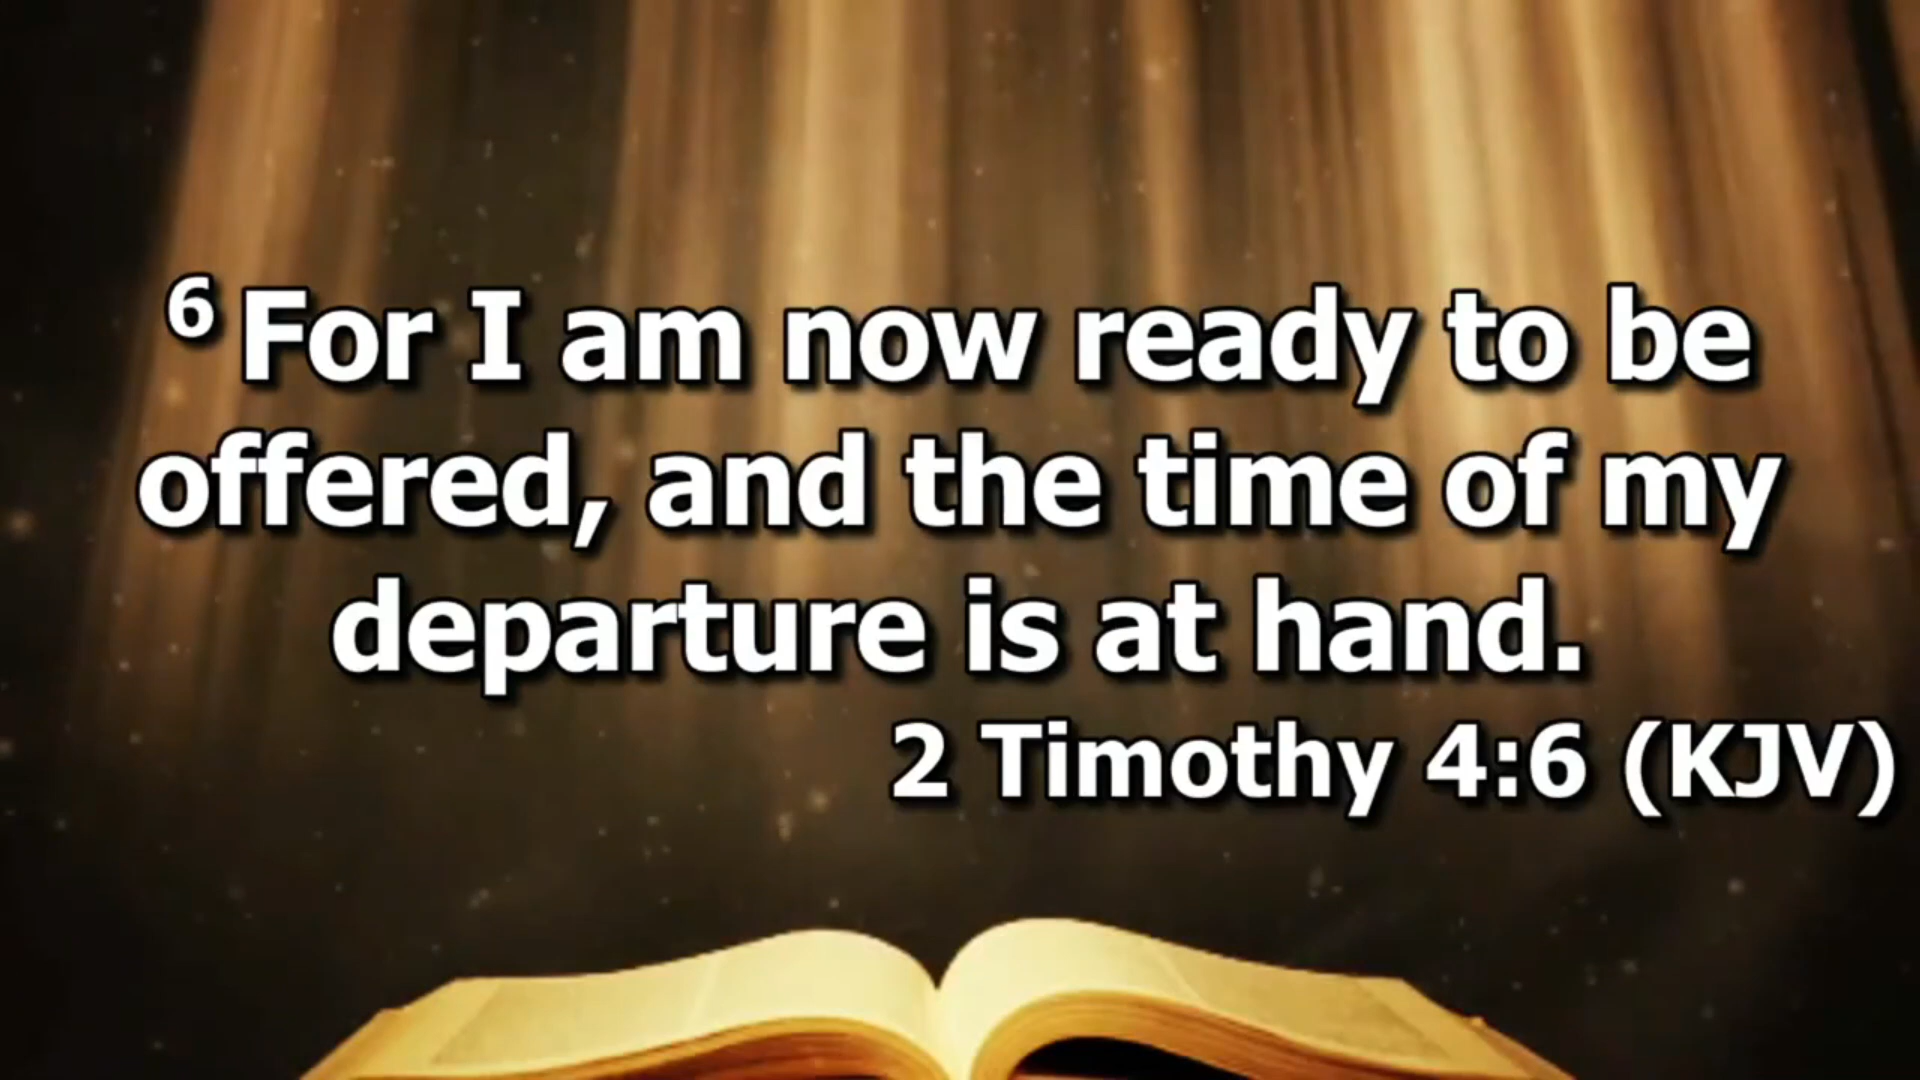 6 For I am now ready to be
offered, and the time of my
departure is at hand.
2 Timothy 4:6 (KJV)